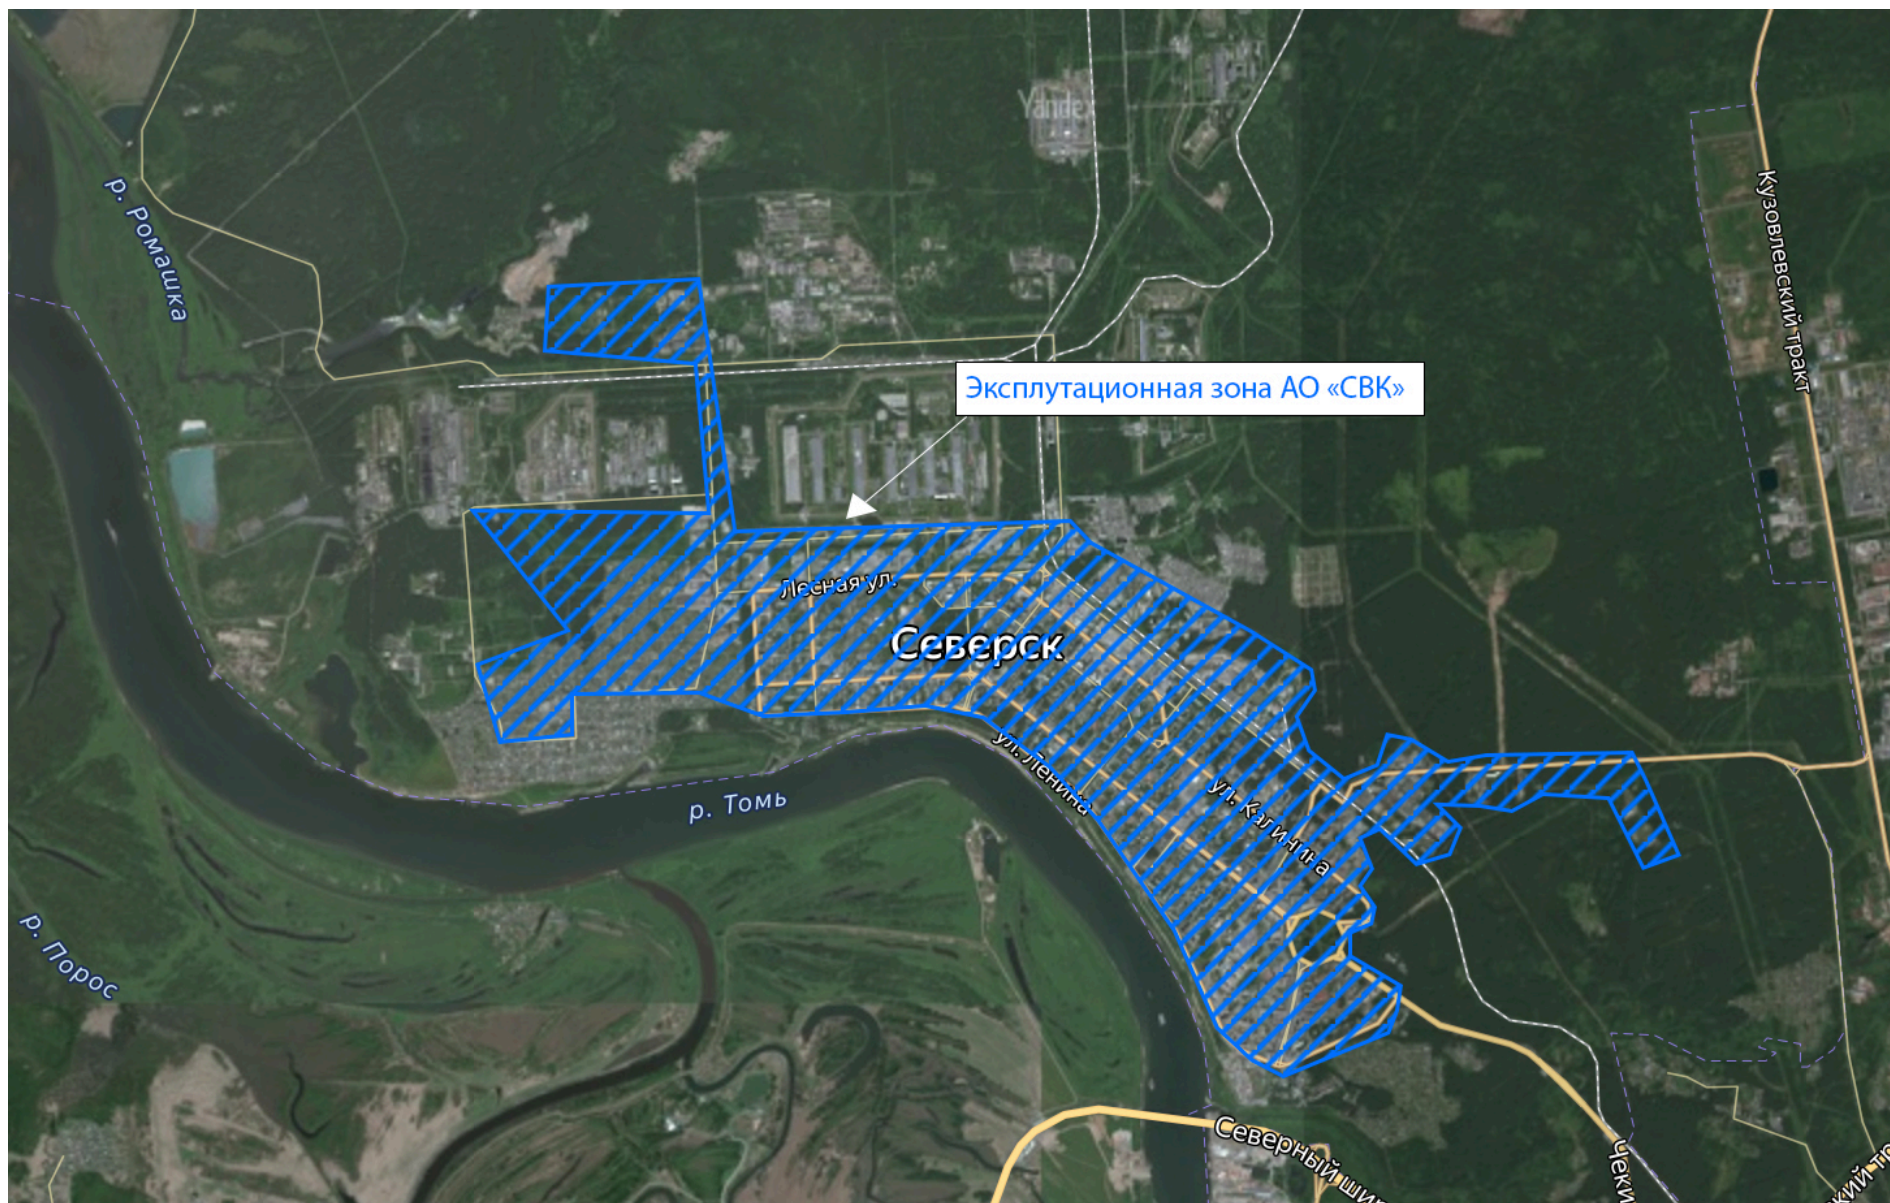 Yandex
р. Ромашка
Кузовлевский тракт
Эксплутационная зона АО «СВК»
Лесная ул.
Северск
ул. Ленина
р. Томь
ул. Калинина
р. Порос
Северный